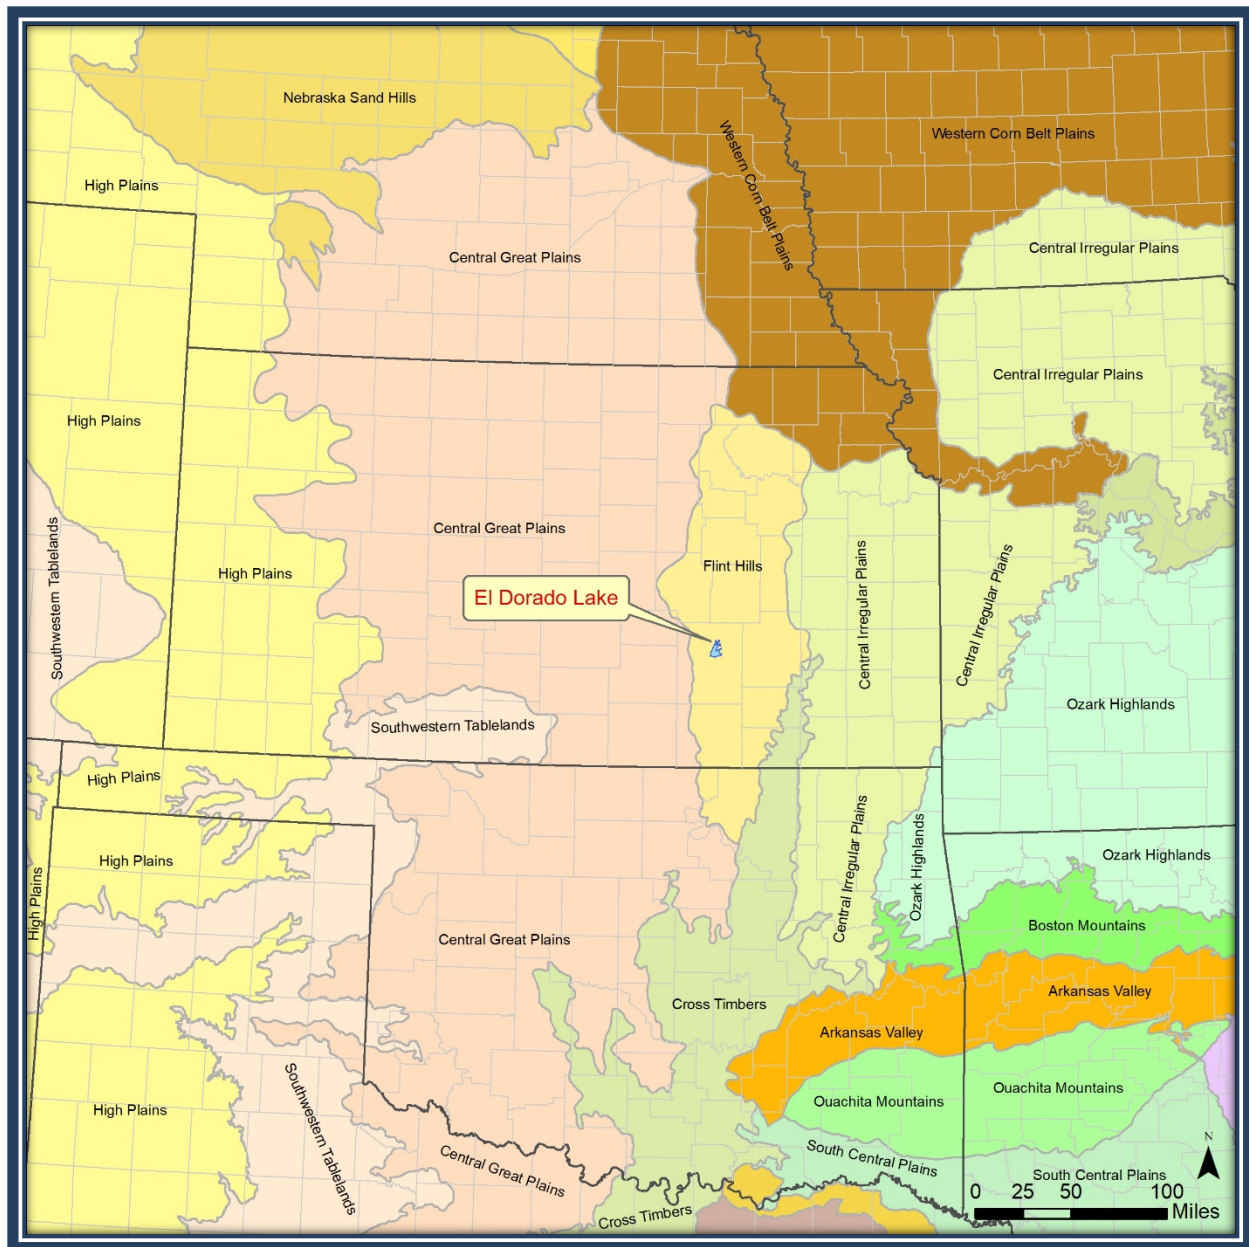 Nebraska Sand Hills
Western Corn Belt Plains
Western Corn Belt Plains
High Plains
Central Great Plains
Central Irregular Plains
Central Irregular Plains
High Plains
Central Great Plains
Southwestern Tablelands
High Plains
Flint Hills
El Dorado Lake
Central Irregular Plains
Central Irregular Plains
Ozark Highlands
Southwestern Tablelands
High Plains
High Plains
High Plains
Central Irregular Plains
Ozark Highlands
Ozark Highlands
Central Great Plains
Boston Mountains
Cross Timbers
Arkansas Valley
Arkansas Valley
High Plains
Southwestern Tablelands
Ouachita Mountains
Ouachita Mountains
Central Great Plains
South Central Plains
South Central Plains
Cross Timbers
N
0 25 50 100
Miles